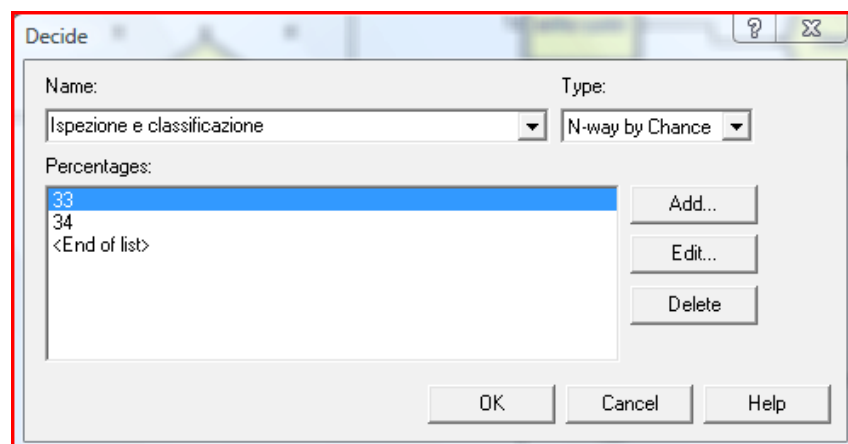 Decide
Name:
Type:
Ispezione e classificazione
N-way by Chance
Percentages:
33
34
<End of list>
Add...
Edit...
Delete
OK
Cancel
Help